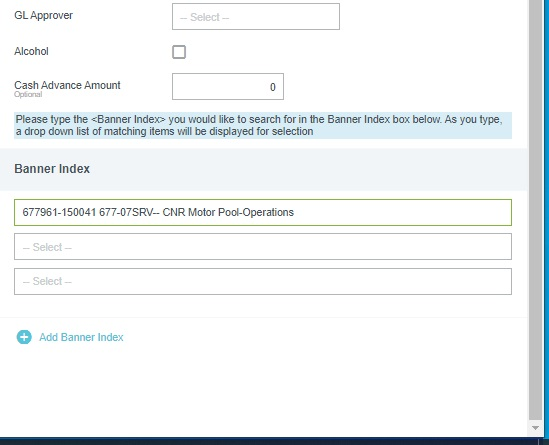 GL Approver
-- Select --
Alcohol
Cash Advance Amount
0
Optional
Please type the <Banner Index> you would like to search for in the Banner Index box below. As you type,
a drop down list of matching items will be displayed for selection
Banner Index
677961-150041 677-07SRV-- CNR Motor Pool-Operations
-- Select --
-- Select --
Add Banner Index